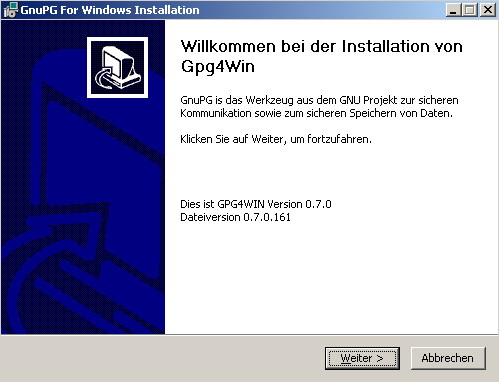 GnuPG For Windows Installation
Willkommen bei der Installation von
Gpg4Win
GnuPG is das Werkzeug aus dem GNU Projekt zur sicheren
Kommunikation sowie zum sicheren Speichern von Daten.
Klicken Sie auf Weiter, um fortzufahren.
Dies ist GPG4WIN Version 0.7.0
Dateiversion 0.7.0.161
Weiter >
Abbrechen